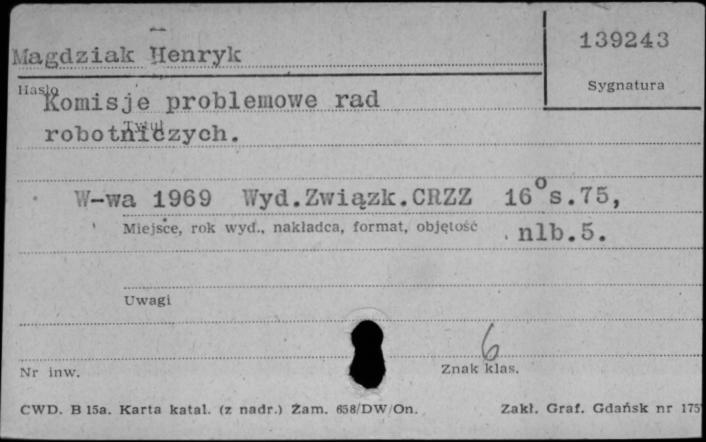 Magdziak Henryk
139243
Sygnatura
Hasło
Komisje problemowe rad
Tytuł
robotniczych.
W-wa 1969 Wyd.Związk.CRZZ 16⁰s.75,
Miejsce, rok wyd., nakładca, format, objętość
nlb.5.
Uwagi
6
Nr inw.
Znak klas.
CWD. B 15a. Karta katal. (z nadr.) Zam. 658/DW/On.
Zakł. Graf. Gdańsk nr 175